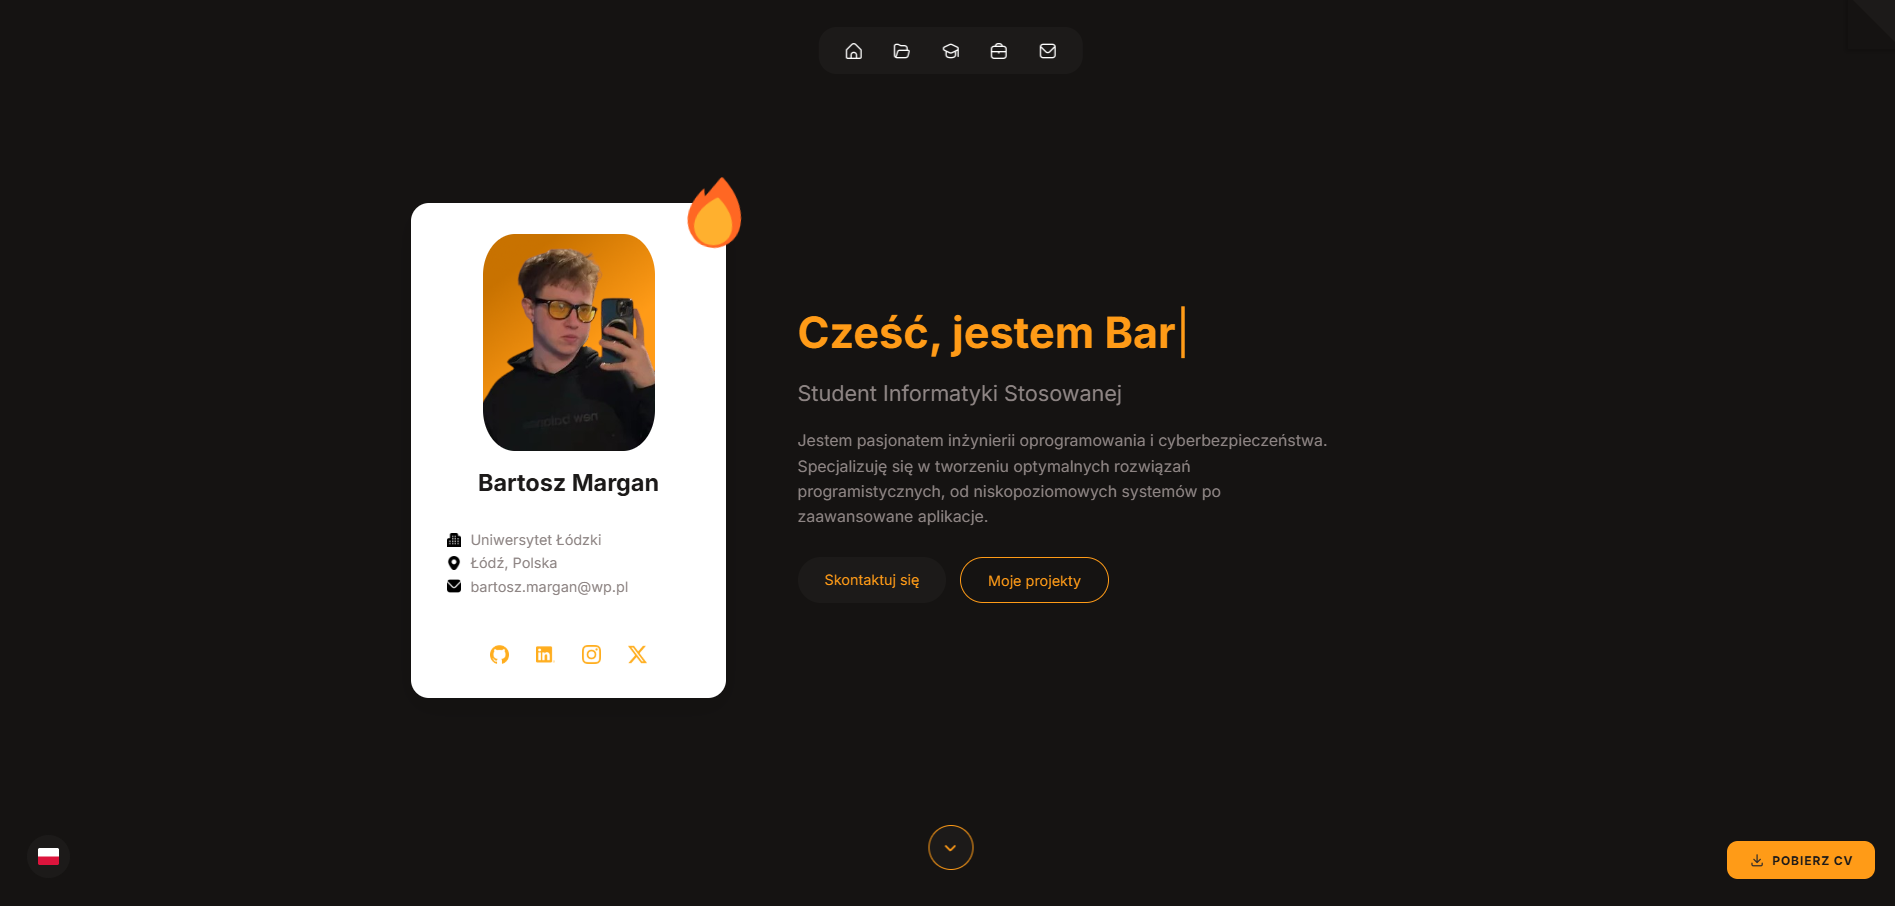 Bartosz Margan
Uniwersytet Łódzki
Łódź, Polska
bartosz.margan@wp.pl
Cześć, jestem Bar
Student Informatyki Stosowanej
Jestem pasjonatem inżynierii oprogramowania i cyberbezpieczeństwa.
Specjalizuję się w tworzeniu optymalnych rozwiązań
programistycznych, od niskopoziomowych systemów po
zaawansowane aplikacje.
Skontaktuj się
Moje projekty
POBIERZ CV